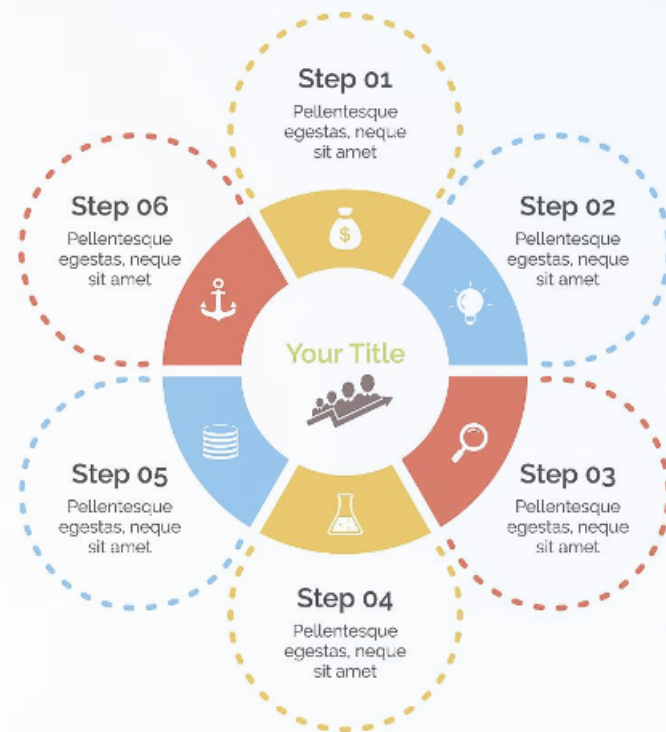 Step 01
Pellentesque
egestas, neque
sit amet
Step 02
Pellentesque
egestas, neque
sit amet
Step 03
Pellentesque
egestas, neque
sit amet
Step 04
Pellentesque
egestas, neque
sit amet
Step 05
Pellentesque
egestas, neque
sit amet
Step 06
Pellentesque
egestas, neque
sit amet
Your Title
$